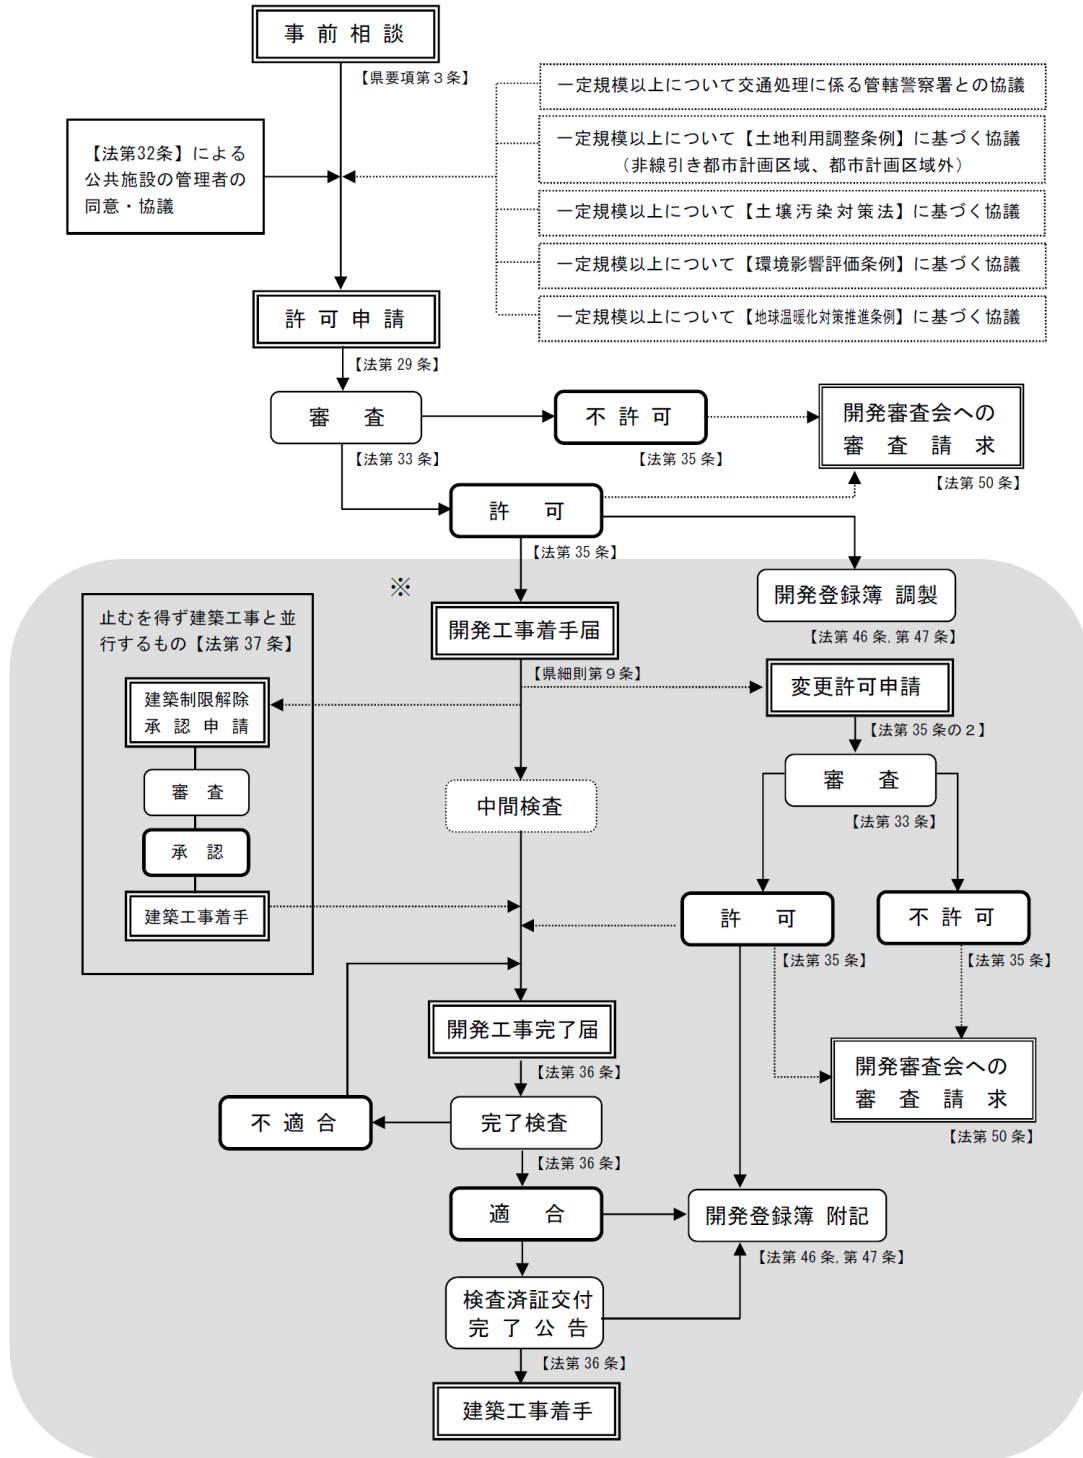 事前相談
【県要項第３条】
一定規模以上について交通処理に係る管轄警察署との協議
一定規模以上について【土地利用調整条例】に基づく協議
（非線引き都市計画区域、都市計画区域外）
一定規模以上について【土壌汚染対策法】に基づく協議
一定規模以上について【環境影響評価条例】に基づく協議
一定規模以上について【地球温暖化対策推進条例】に基づく協議
【法第32条】による
公共施設の管理者の
同意・協議
許可申請
【法第29条】
審査
【法第33条】
不許可
【法第35条】
開発審査会への
審査請求
【法第50条】
許可
【法第35条】
※
開発登録簿 調製
【法第46条,第47条】
開発工事着手届
【県細則第９条】
止むを得ず建築工事と並
行するもの【法第37条】
建築制限解除
承認申請
審査
承認
建築工事着手
変更許可申請
【法第35条の２】
審査
【法第33条】
中間検査
許可
【法第35条】
不許可
【法第35条】
開発審査会への
審査請求
【法第50条】
開発工事完了届
【法第36条】
不適合
完了検査
【法第36条】
適合
開発登録簿 附記
【法第46条,第47条】
検査済証交付
完了公告
【法第36条】
建築工事着手